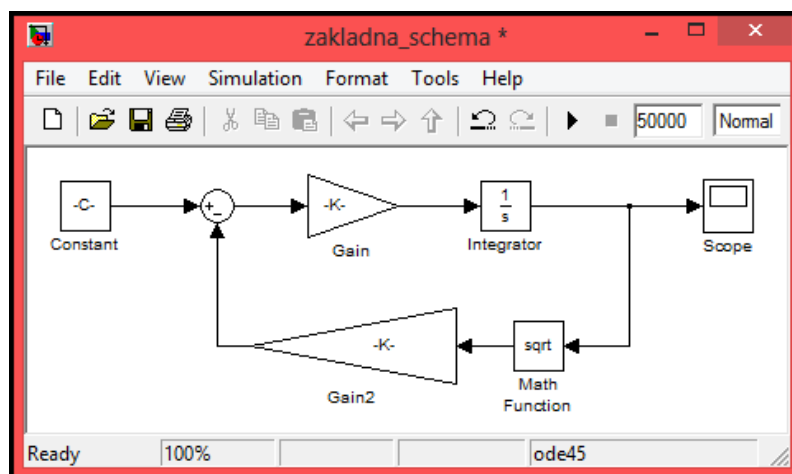 zakladna_schema *
File Edit View Simulation Format Tools Help
50000 Normal
-C-
Constant
+
-
-K-
Gain
1
s
Integrator
Scope
-K-
Gain2
sqrt
Math
Function
Ready 100% ode45